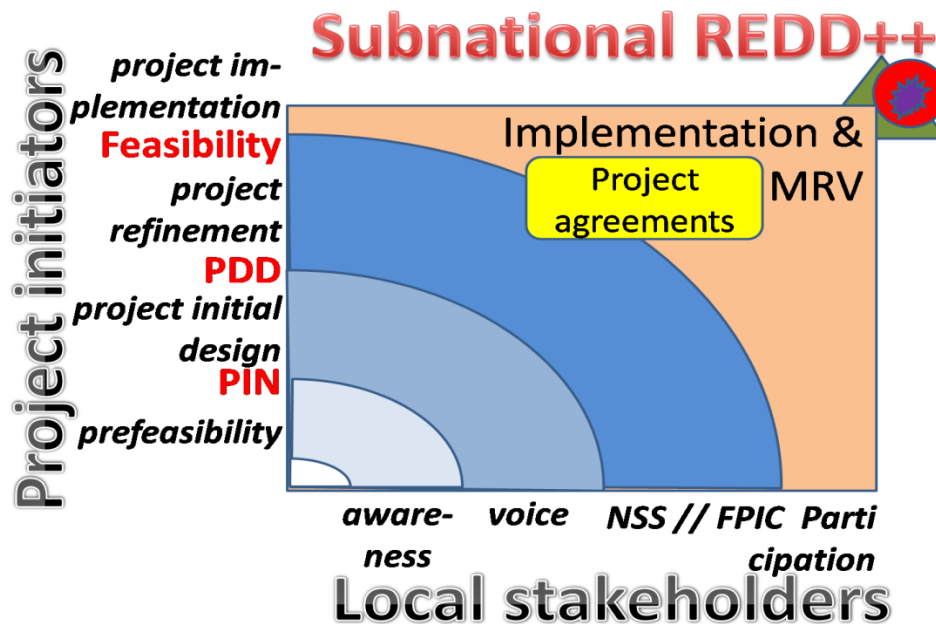 Subnational REDD++
Project initiators
project im-
plementation
Feasibility
project
refinement
PDD
project initial
design
PIN
prefeasibility
Implementation &
MRV
Project
agreements
aware-
ness
voice
NSS // FPIC
Parti
cipation
Local stakeholders